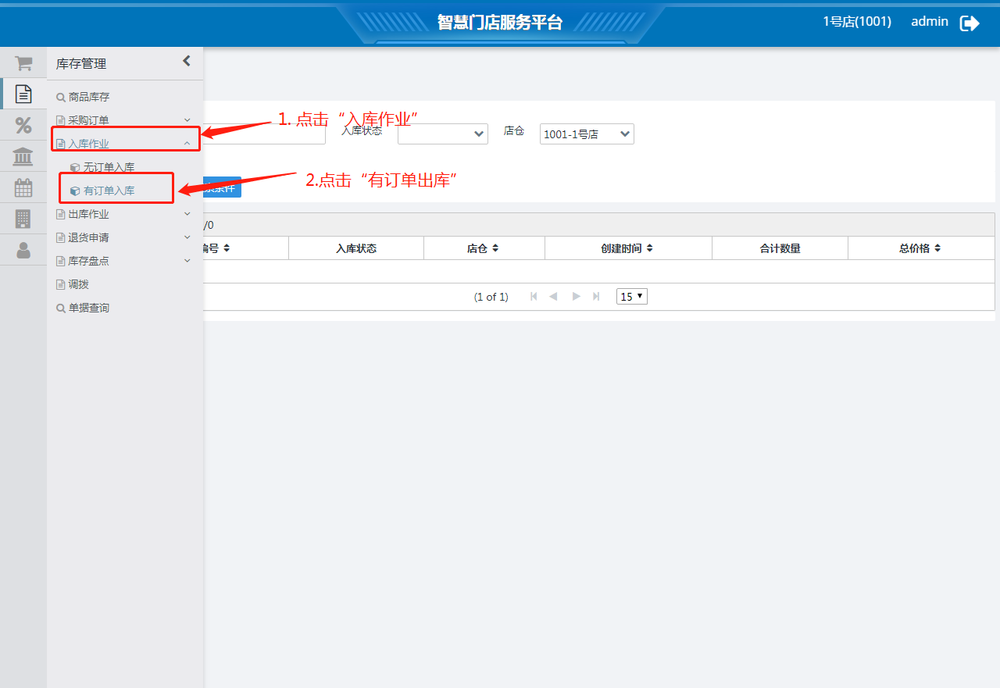 智慧门店服务平台
1号店(1001) admin
库存管理
商品库存
采购订单
1. 点击“入库作业”
入库状态
店仓
1001-1号店
入库作业
无订单入库
2.点击“有订单出库”
有订单入库
条件
出库作业
/0
退货申请
编号 入库状态 店仓 创建时间 合计数量 总价格
库存盘点
调拨
(1 of 1) 15
单据查询